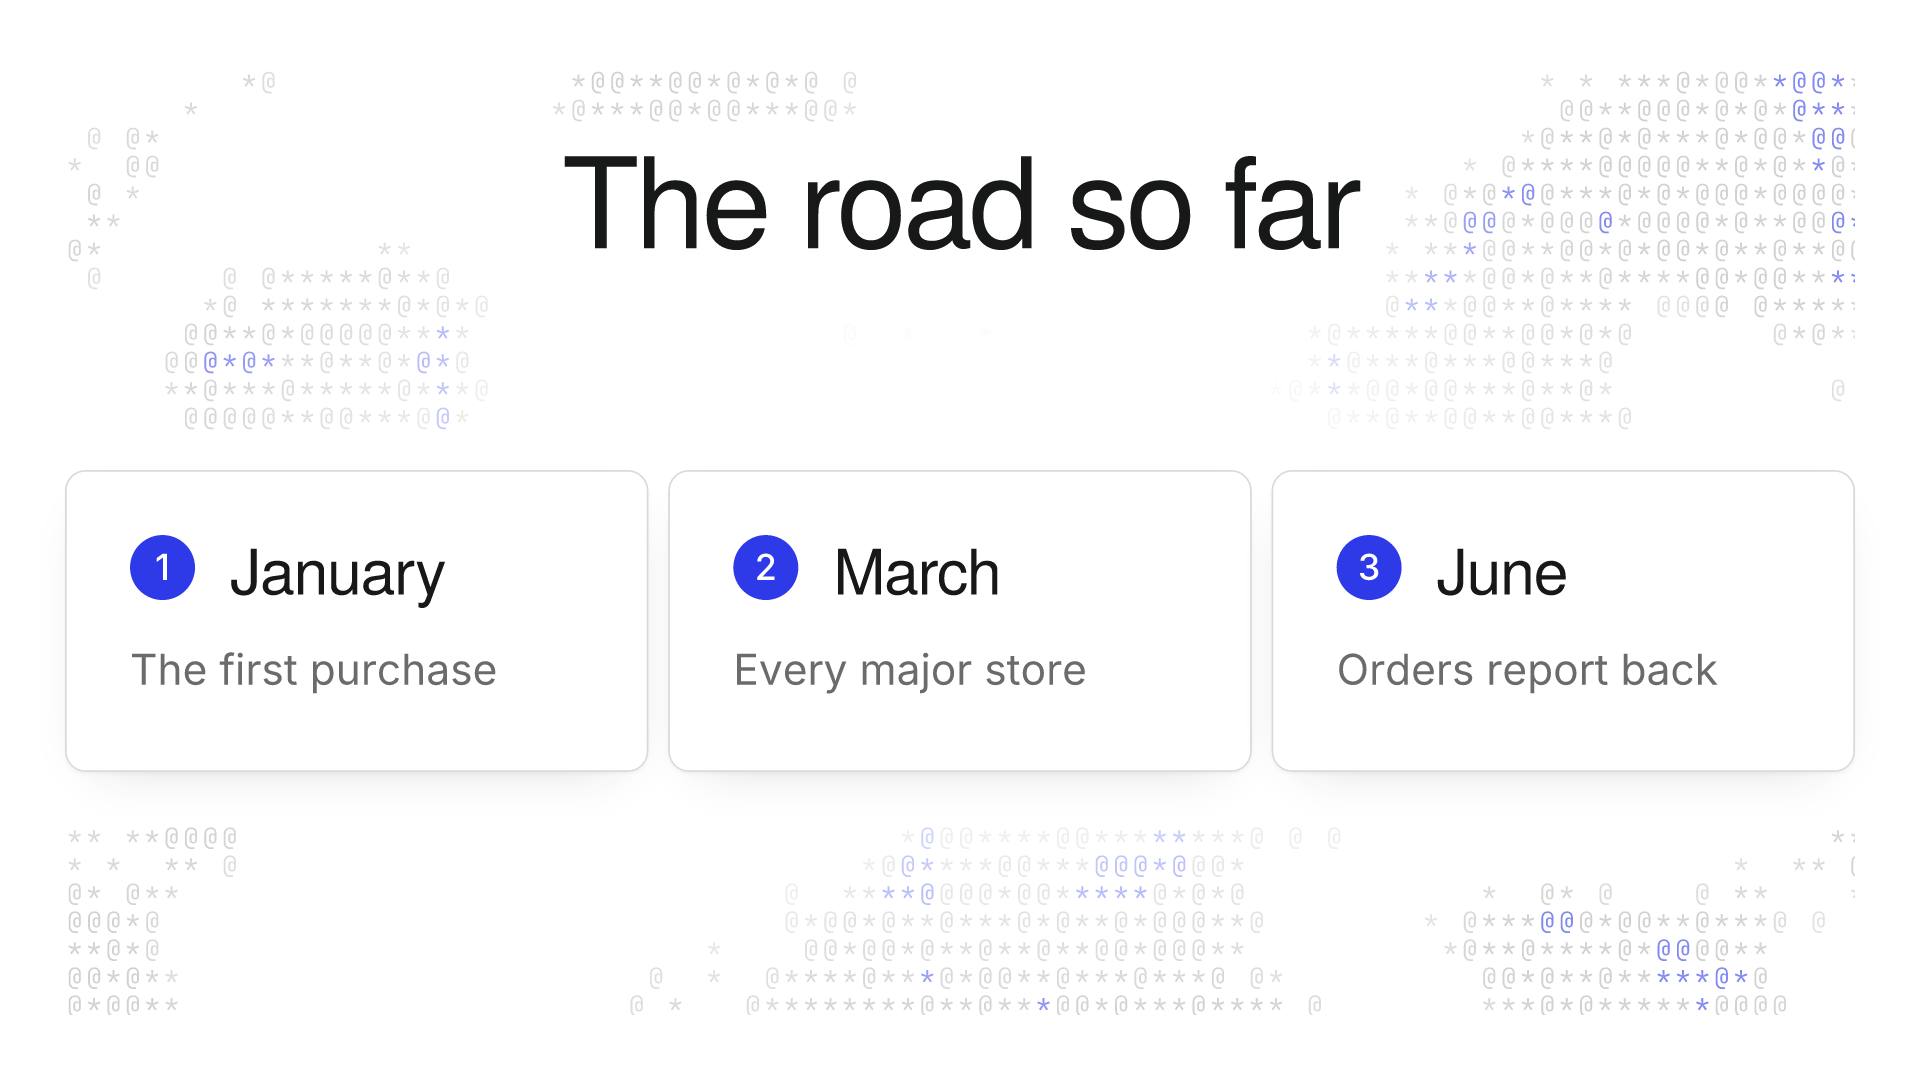 The road so far
1 January
The first purchase
2 March
Every major store
3 June
Orders report back